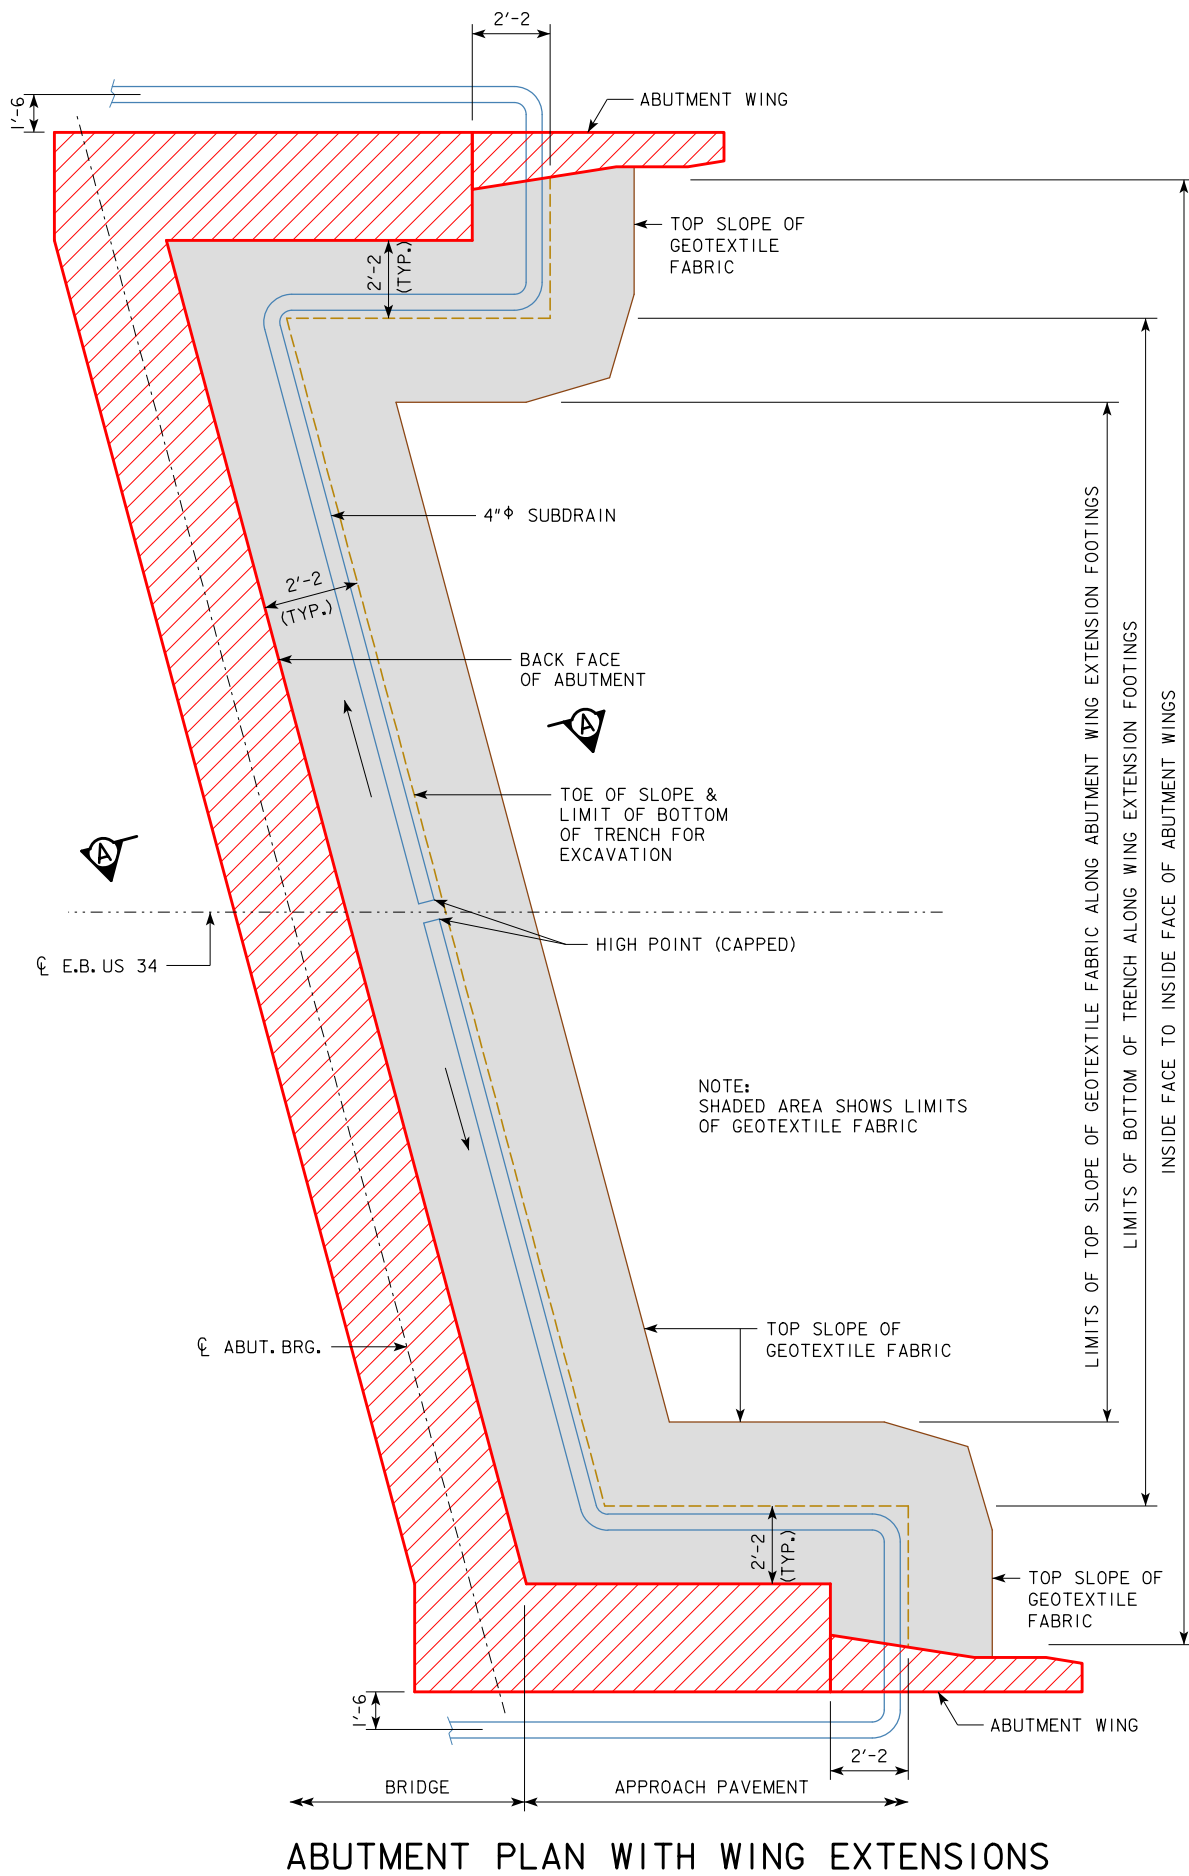 2'-2
1'-6
ABUTMENT WING
TOP SLOPE OF
GEOTEXTILE
FABRIC
2'-2
(TYP.)
4"ϕ SUBDRAIN
2'-2
(TYP.)
BACK FACE
OF ABUTMENT
A
TOE OF SLOPE &
LIMIT OF BOTTOM
OF TRENCH FOR
EXCAVATION
A
HIGH POINT (CAPPED)
℄ E.B. US 34
NOTE:
SHADED AREA SHOWS LIMITS
OF GEOTEXTILE FABRIC
LIMITS OF TOP SLOPE OF GEOTEXTILE FABRIC ALONG ABUTMENT WING EXTENSION FOOTINGS
LIMITS OF BOTTOM OF TRENCH ALONG WING EXTENSION FOOTINGS
INSIDE FACE TO INSIDE FACE OF ABUTMENT WINGS
℄ ABUT. BRG.
TOP SLOPE OF
GEOTEXTILE FABRIC
2'-2
(TYP.)
TOP SLOPE OF
GEOTEXTILE
FABRIC
1'-6
ABUTMENT WING
2'-2
BRIDGE
APPROACH PAVEMENT
ABUTMENT PLAN WITH WING EXTENSIONS